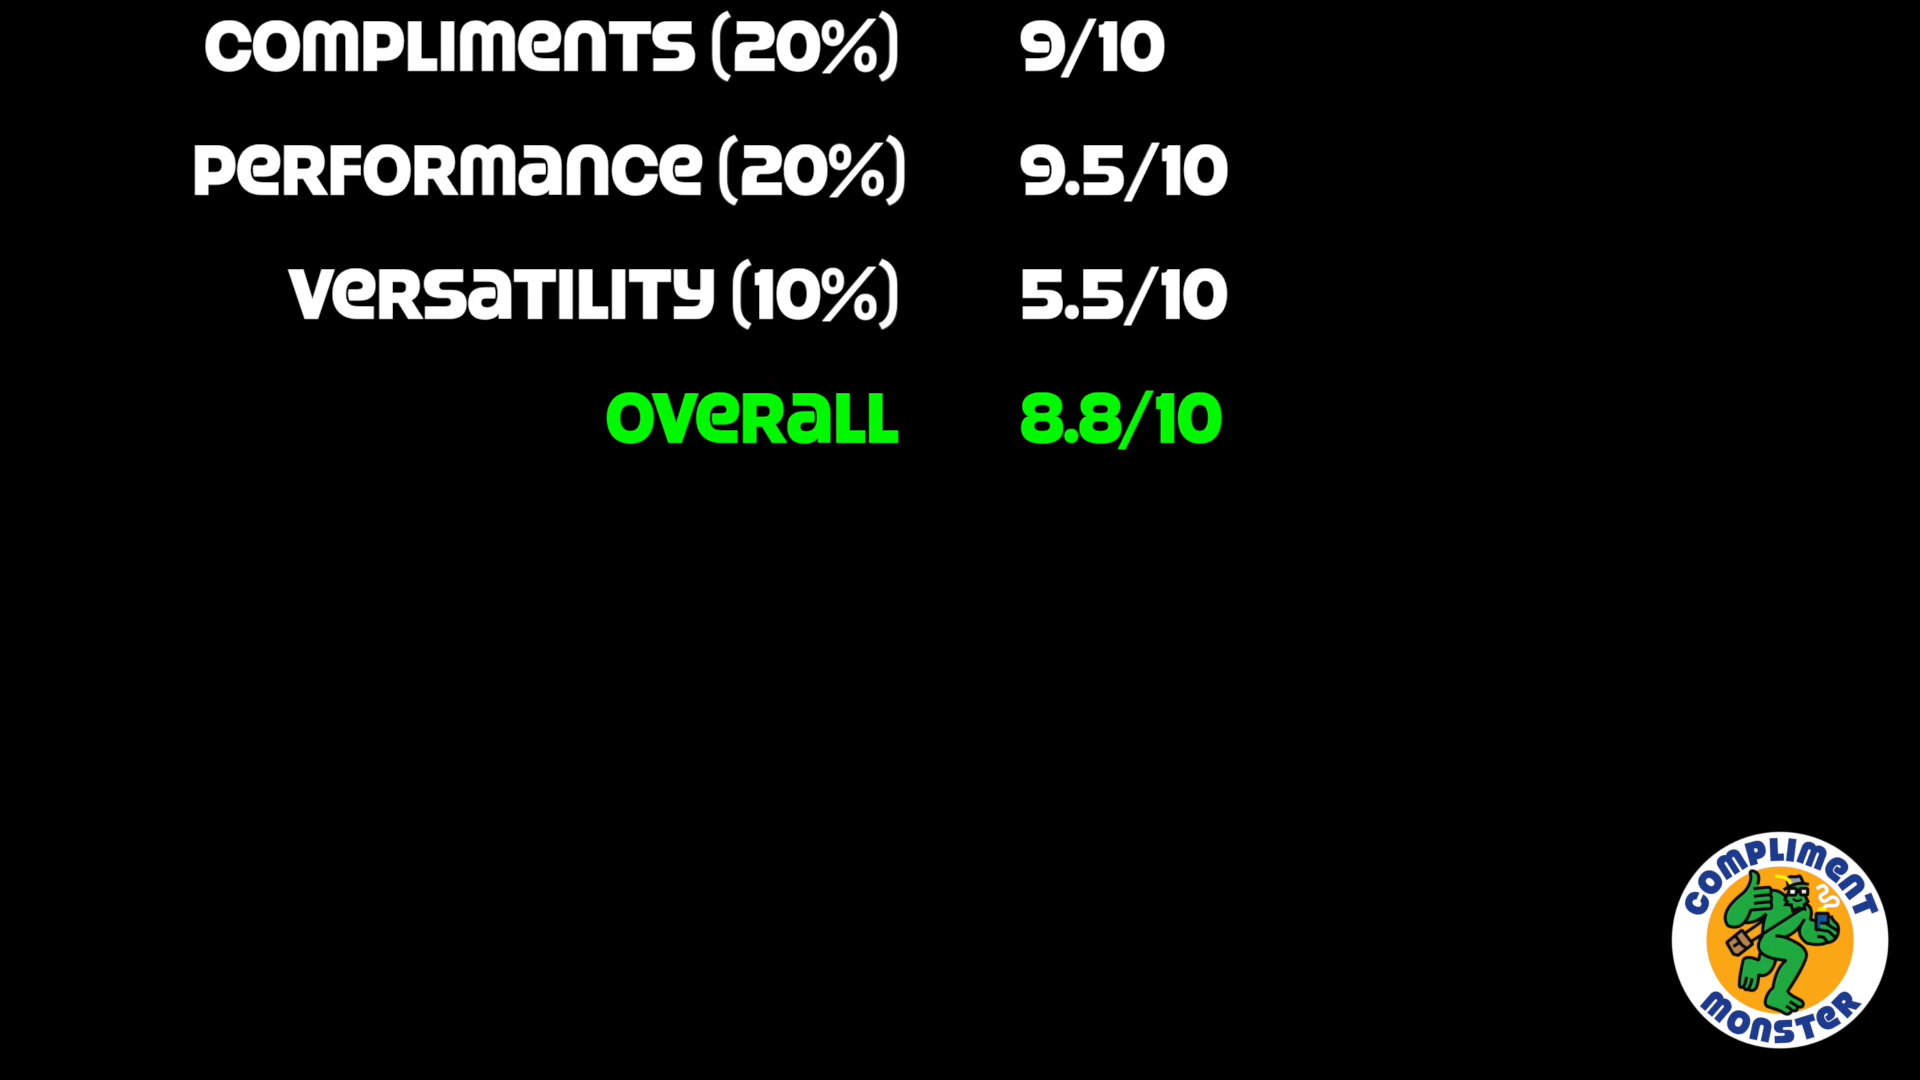 COMPLIMENTS (20%) 9/10
PERFORMANCE (20%) 9.5/10
VERSATILITY (10%) 5.5/10
OVERALL 8.8/10
COMPLIMENT
MONSTER